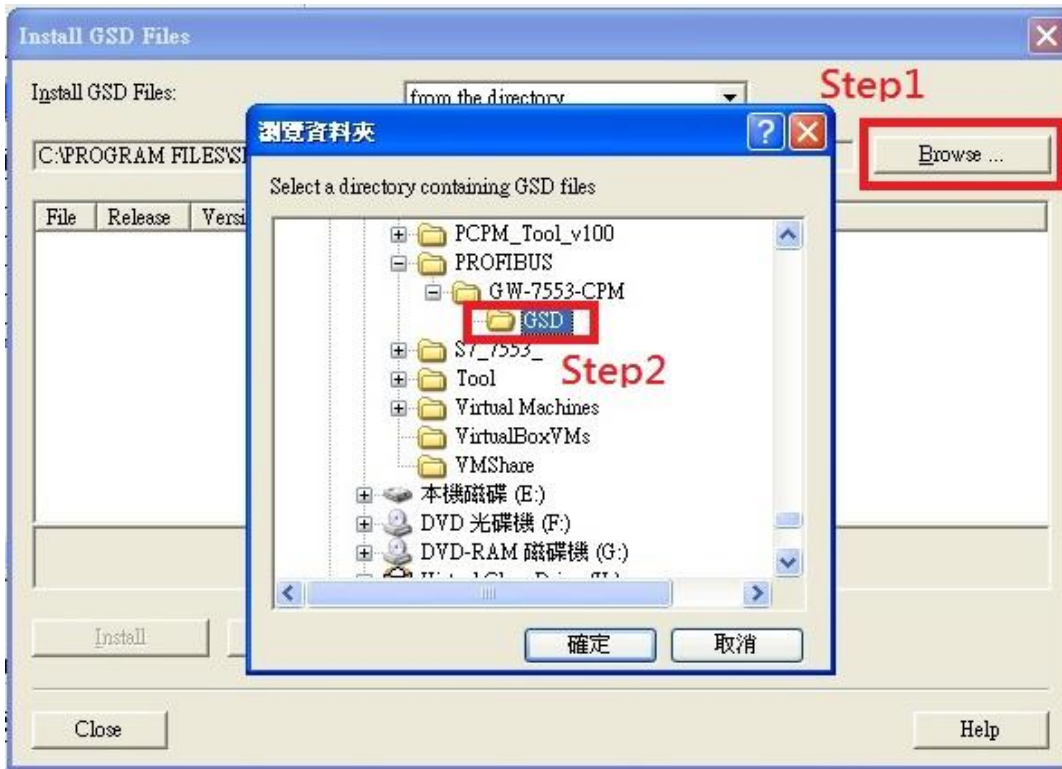 Install GSD Files
Install GSD Files:
from the directory
Step1
C:\PROGRAM FILES\
Browse ...
File Release
瀏覽資料夾
Select a directory containing GSD files
PCPM_Tool_v100
PROFIBUS
GW-7553-CPM
GSD
S7_7553_
Step2
Tool
Virtual Machines
VirtualBoxVMs
VMShare
本機磁碟 (E:)
DVD 光碟機 (F:)
DVD-RAM 磁碟機 (G:)
確定 取消
Install
Close
Help